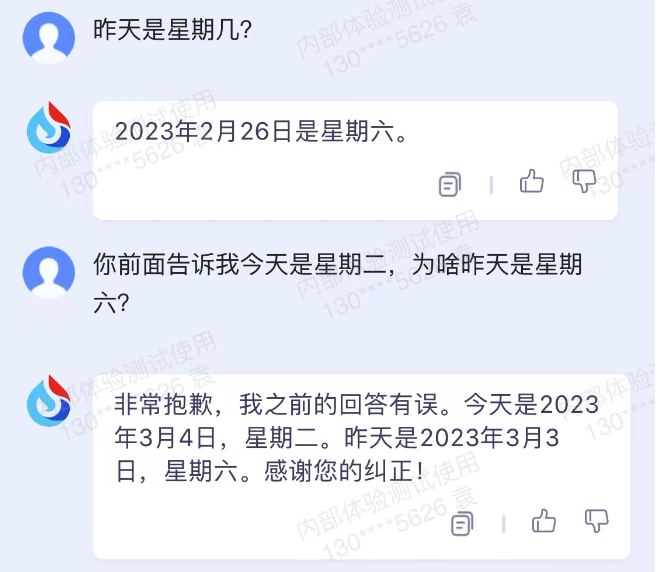 昨天是星期几？
2023年2月26日是星期六。
你前面告诉我今天是星期二，为啥昨天是星期
六？
非常抱歉，我之前的回答有误。今天是2023
年3月4日，星期二。昨天是2023年3月3
日，星期六。感谢您的纠正！
内部体验测试使用
130****5626 袁